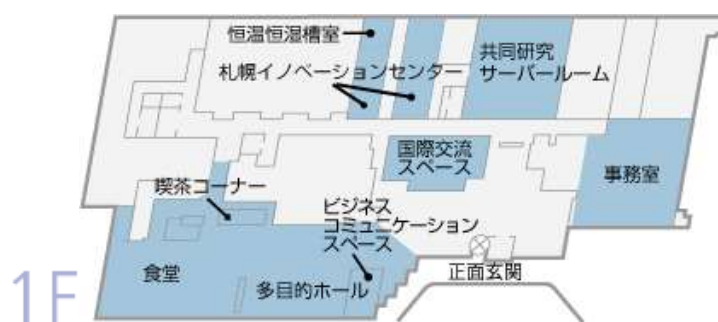 恒温恒湿槽室
札幌イノベーションセンター
共同研究
サーバールーム
国際交流
スペース
事務室
喫茶コーナー
ビジネス
コミュニケーション
スペース
食堂
多目的ホール
正面玄関
1F